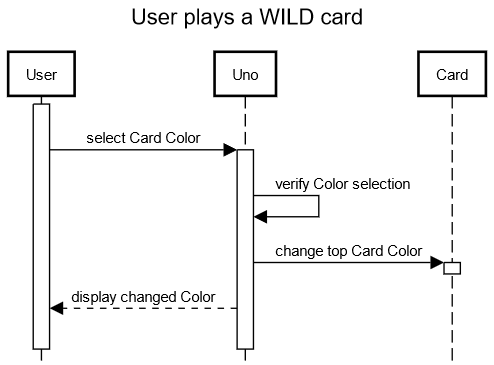 User plays a WILD card
User
Uno
Card
select Card Color
verify Color selection
change top Card Color
display changed Color